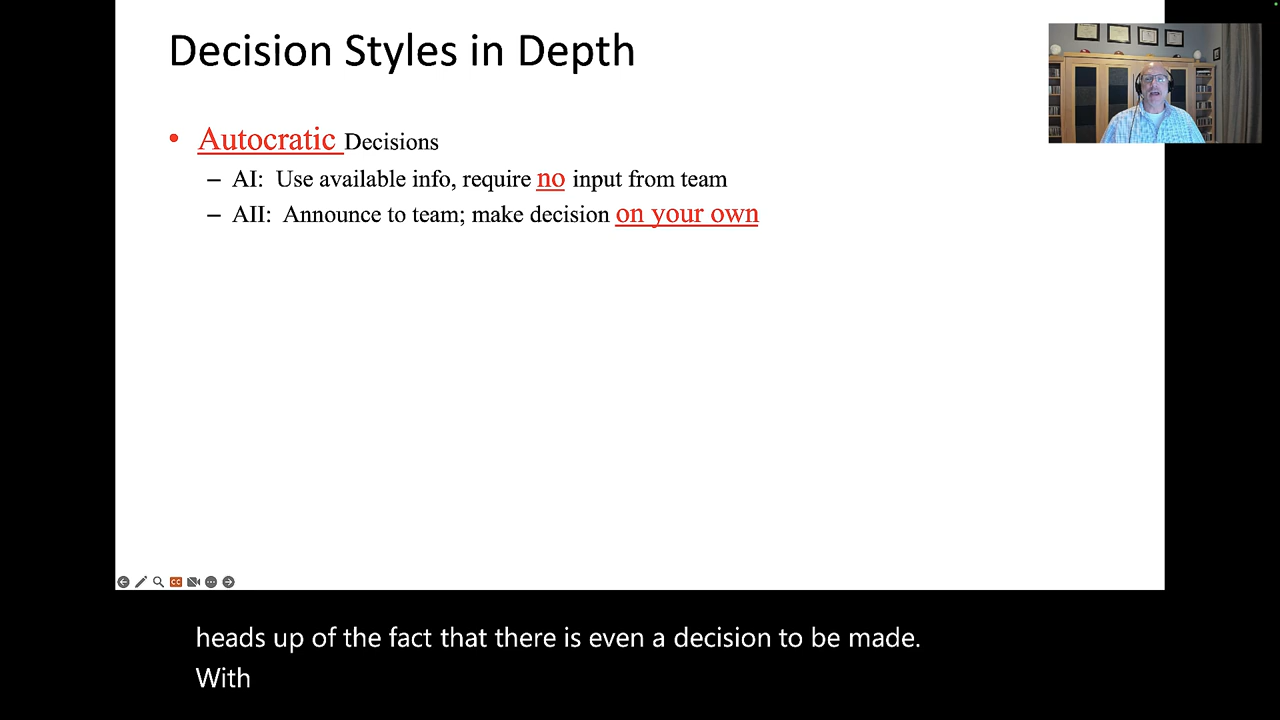 Decision Styles in Depth
• Autocratic Decisions
– AI: Use available info, require no input from team
– AII: Announce to team; make decision on your own
CC
heads up of the fact that there is even a decision to be made.
With